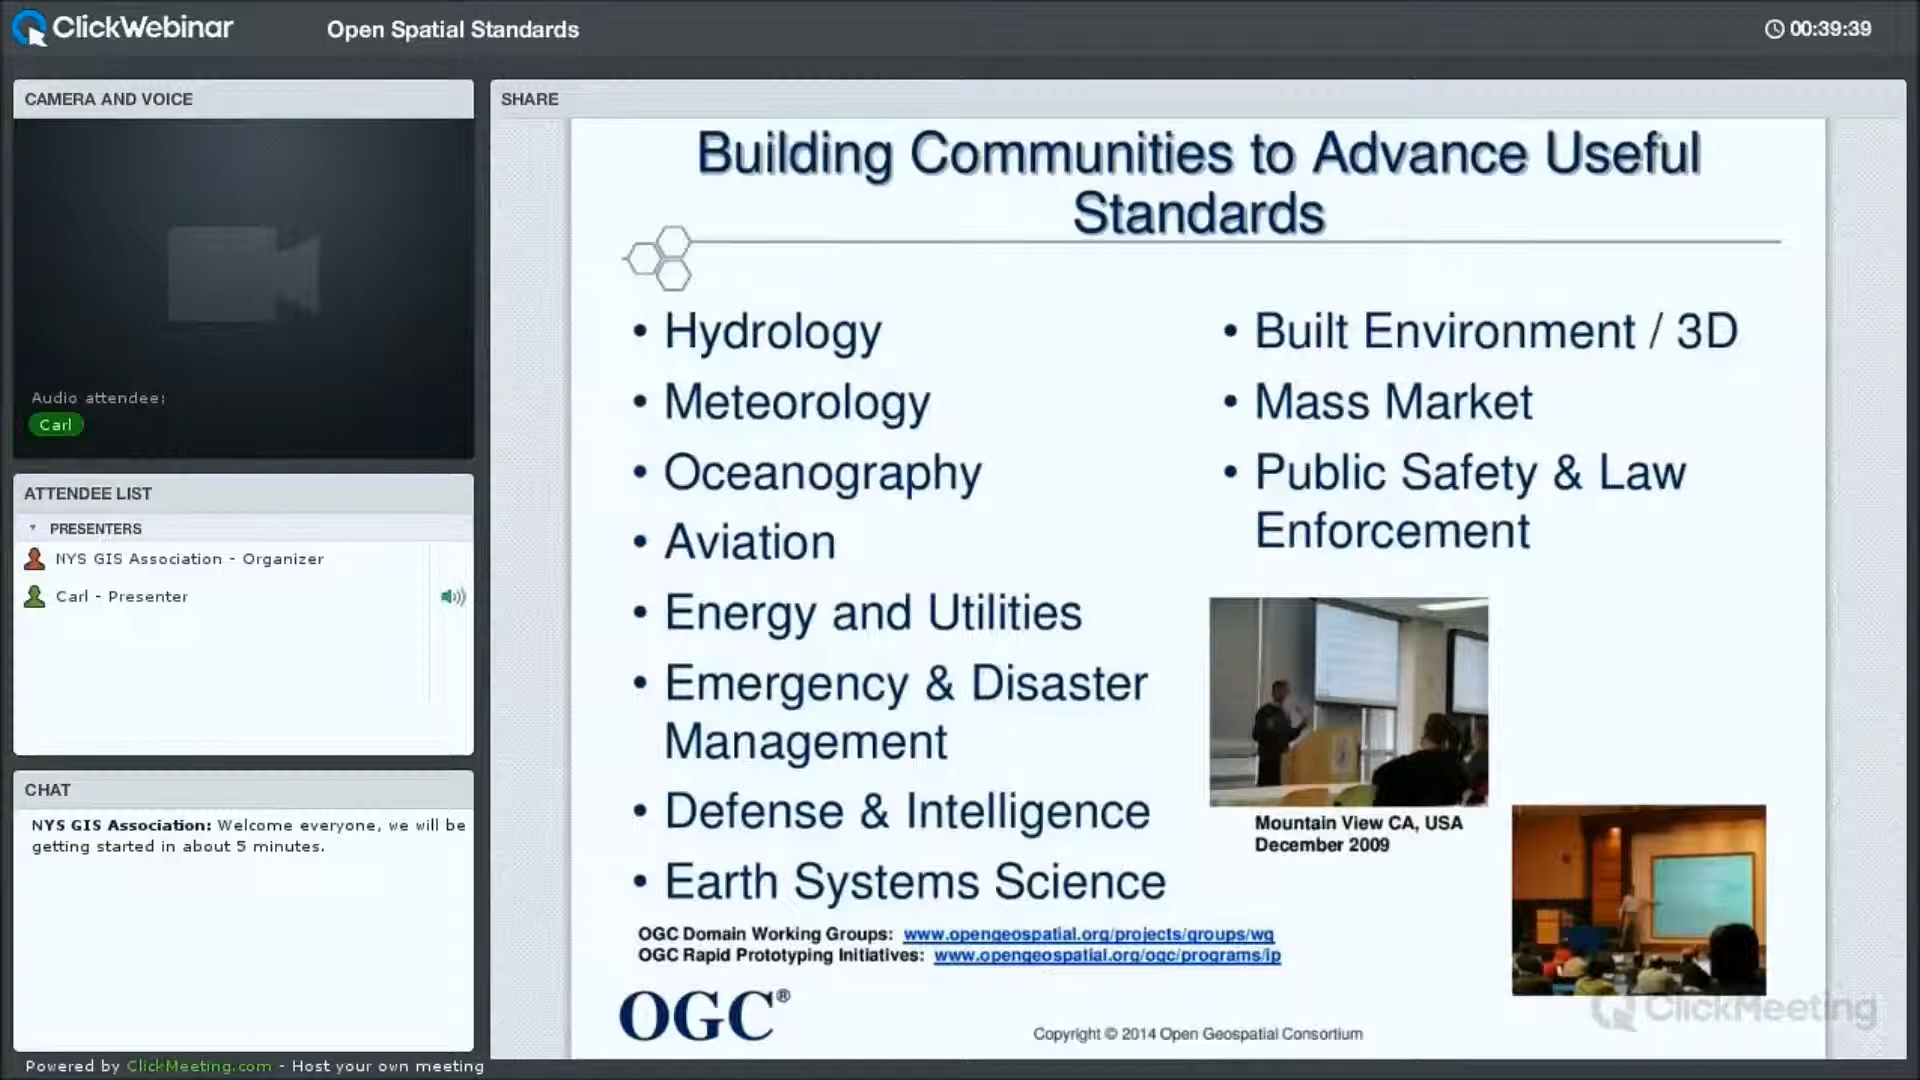 ClickWebinar
Open Spatial Standards
00:39:39
CAMERA AND VOICE
Audio attendee:
Carl
ATTENDEE LIST
PRESENTERS
NYS GIS Association - Organizer
Carl - Presenter
CHAT
NYS GIS Association: Welcome everyone, we will be
getting started in about 5 minutes.
Powered by ClickMeeting.com - Host your own meeting
SHARE
Building Communities to Advance Useful
Standards
• Hydrology
• Meteorology
• Oceanography
• Aviation
• Energy and Utilities
• Emergency & Disaster
Management
• Defense & Intelligence
• Earth Systems Science
• Built Environment / 3D
• Mass Market
• Public Safety & Law
Enforcement
Mountain View CA, USA
December 2009
OGC Domain Working Groups: www.opengeospatial.org/projects/groups/wg
OGC Rapid Prototyping Initiatives: www.opengeospatial.org/ogc/programs/ip
OGC®
Copyright © 2014 Open Geospatial Consortium
ClickMeeting